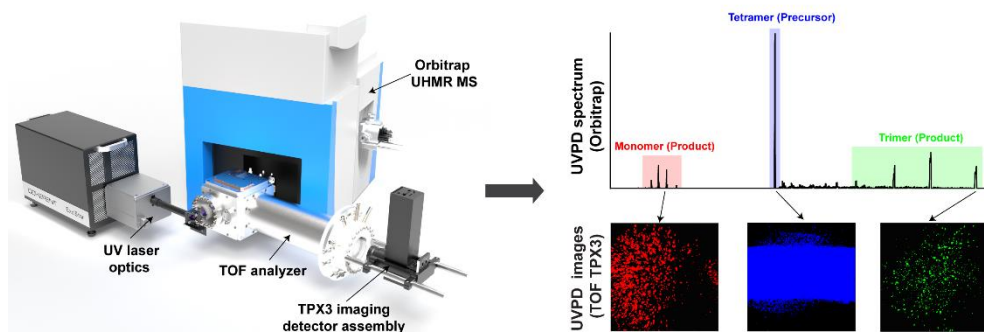 Orbitrap
UHMR MS
UV laser
optics
TOF analyzer
TPX3 imaging
detector assembly
UVPD spectrum
(Orbitrap)
Tetramer (Precursor)
Monomer (Product)
Trimer (Product)
UVPD images
(TOF TPX3)